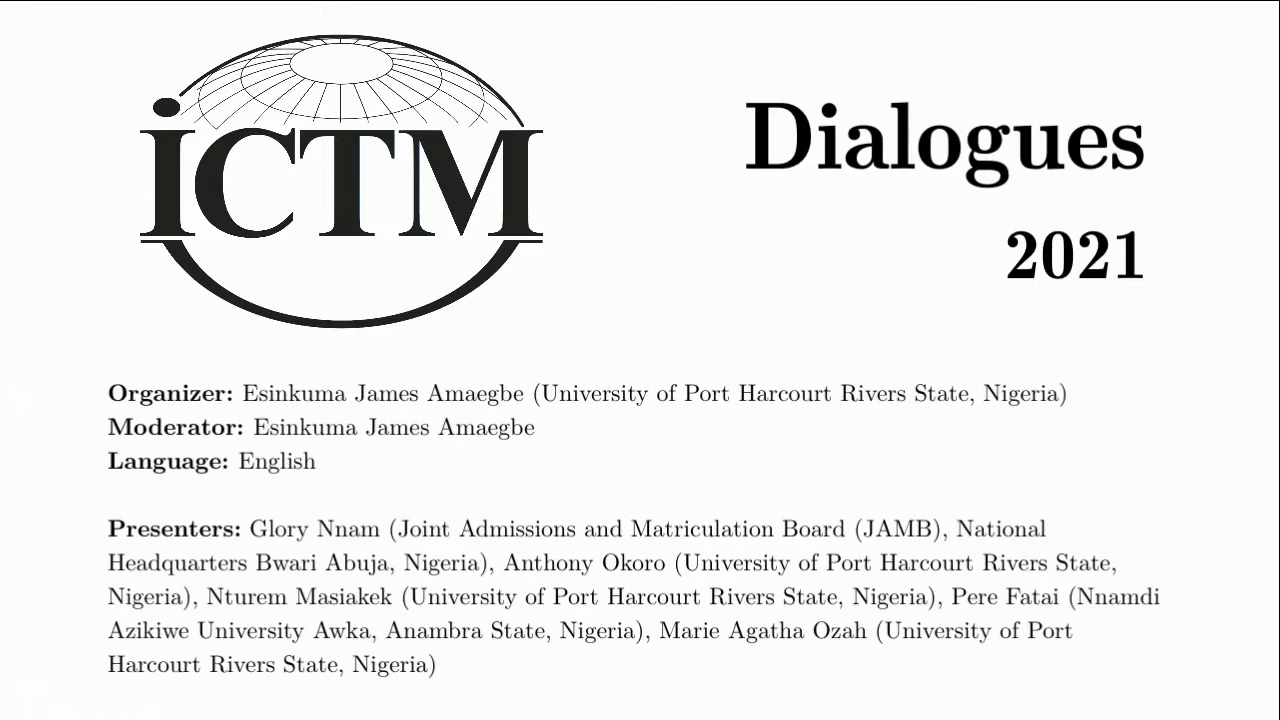 iCTM
Dialogues
2021
Organizer: Esinkuma James Amaegbe (University of Port Harcourt Rivers State, Nigeria)
Moderator: Esinkuma James Amaegbe
Language: English
Presenters: Glory Nnam (Joint Admissions and Matriculation Board (JAMB), National
Headquarters Bwari Abuja, Nigeria), Anthony Okoro (University of Port Harcourt Rivers State,
Nigeria), Nturem Masiakek (University of Port Harcourt Rivers State, Nigeria), Pere Fatai (Nnamdi
Azikiwe University Awka, Anambra State, Nigeria), Marie Agatha Ozah (University of Port
Harcourt Rivers State, Nigeria)